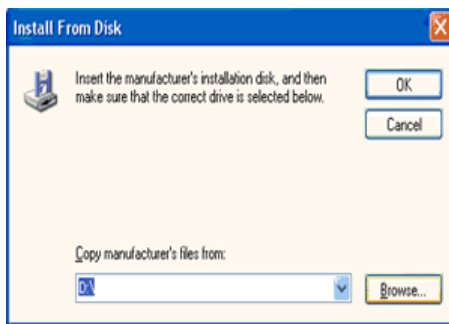 Install From Disk
Insert the manufacturer's installation disk, and then
make sure that the correct drive is selected below.
OK
Cancel
Copy manufacturer's files from:
D:\
Browse...